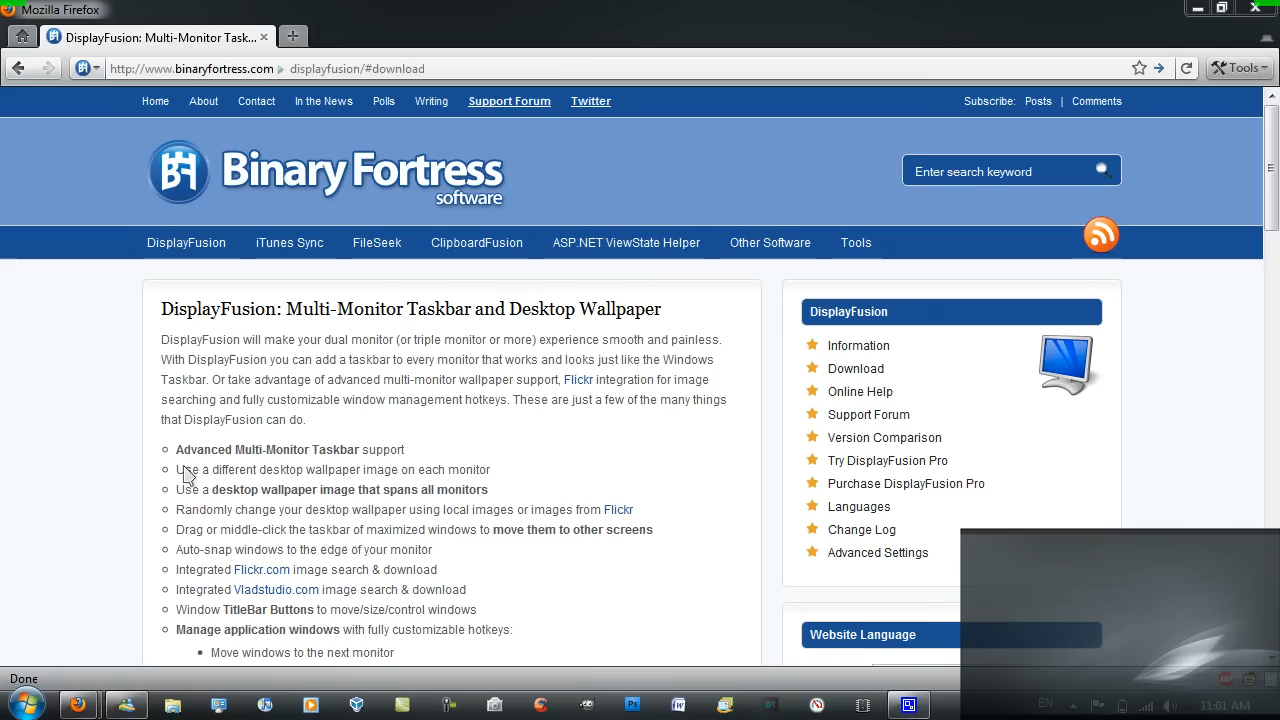 Mozilla Firefox
DisplayFusion: Multi-Monitor Task...
http://www.binaryfortress.com displayfusion/#download
Tools
Home About Contact In the News Polls Writing Support Forum Twitter Subscribe: Posts | Comments
Binary Fortress
software
Enter search keyword
DisplayFusion iTunes Sync FileSeek ClipboardFusion ASP.NET ViewState Helper Other Software Tools
DisplayFusion: Multi-Monitor Taskbar and Desktop Wallpaper
DisplayFusion will make your dual monitor (or triple monitor or more) experience smooth and painless.
With DisplayFusion you can add a taskbar to every monitor that works and looks just like the Windows
Taskbar. Or take advantage of advanced multi-monitor wallpaper support, Flickr integration for image
searching and fully customizable window management hotkeys. These are just a few of the many things
that DisplayFusion can do.
Advanced Multi-Monitor Taskbar support
Use a different desktop wallpaper image on each monitor
Use a desktop wallpaper image that spans all monitors
Randomly change your desktop wallpaper using local images or images from Flickr
Drag or middle-click the taskbar of maximized windows to move them to other screens
Auto-snap windows to the edge of your monitor
Integrated Flickr.com image search & download
Integrated Vladstudio.com image search & download
Window TitleBar Buttons to move/size/control windows
Manage application windows with fully customizable hotkeys:
Move windows to the next monitor
DisplayFusion
Information
Download
Online Help
Support Forum
Version Comparison
Try DisplayFusion Pro
Purchase DisplayFusion Pro
Languages
Change Log
Advanced Settings
Website Language
Done
ABP
Ps
W
DT
EN
11:01 AM